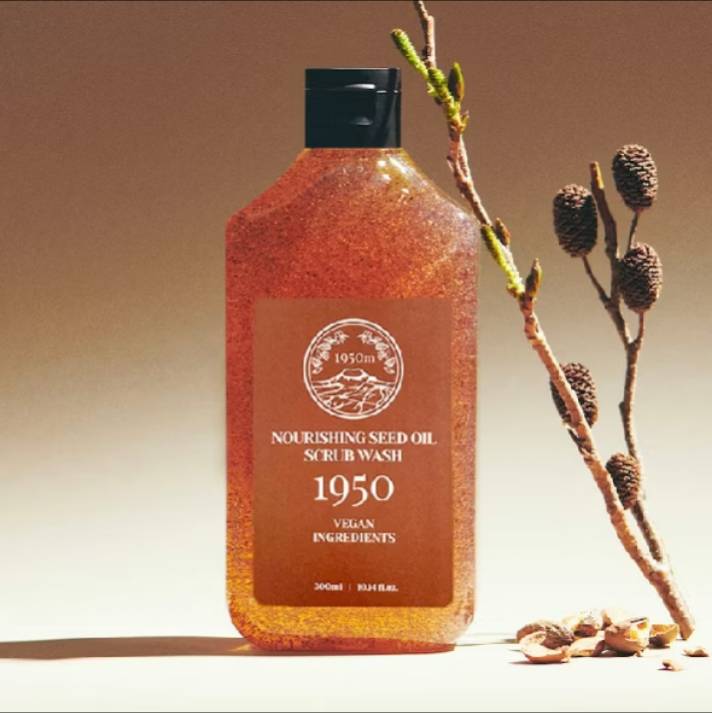 1950m
NOURISHING SEED OIL
SCRUB WASH
1950
VEGAN
INGREDIENTS
300ml | 10.14 fl.oz.